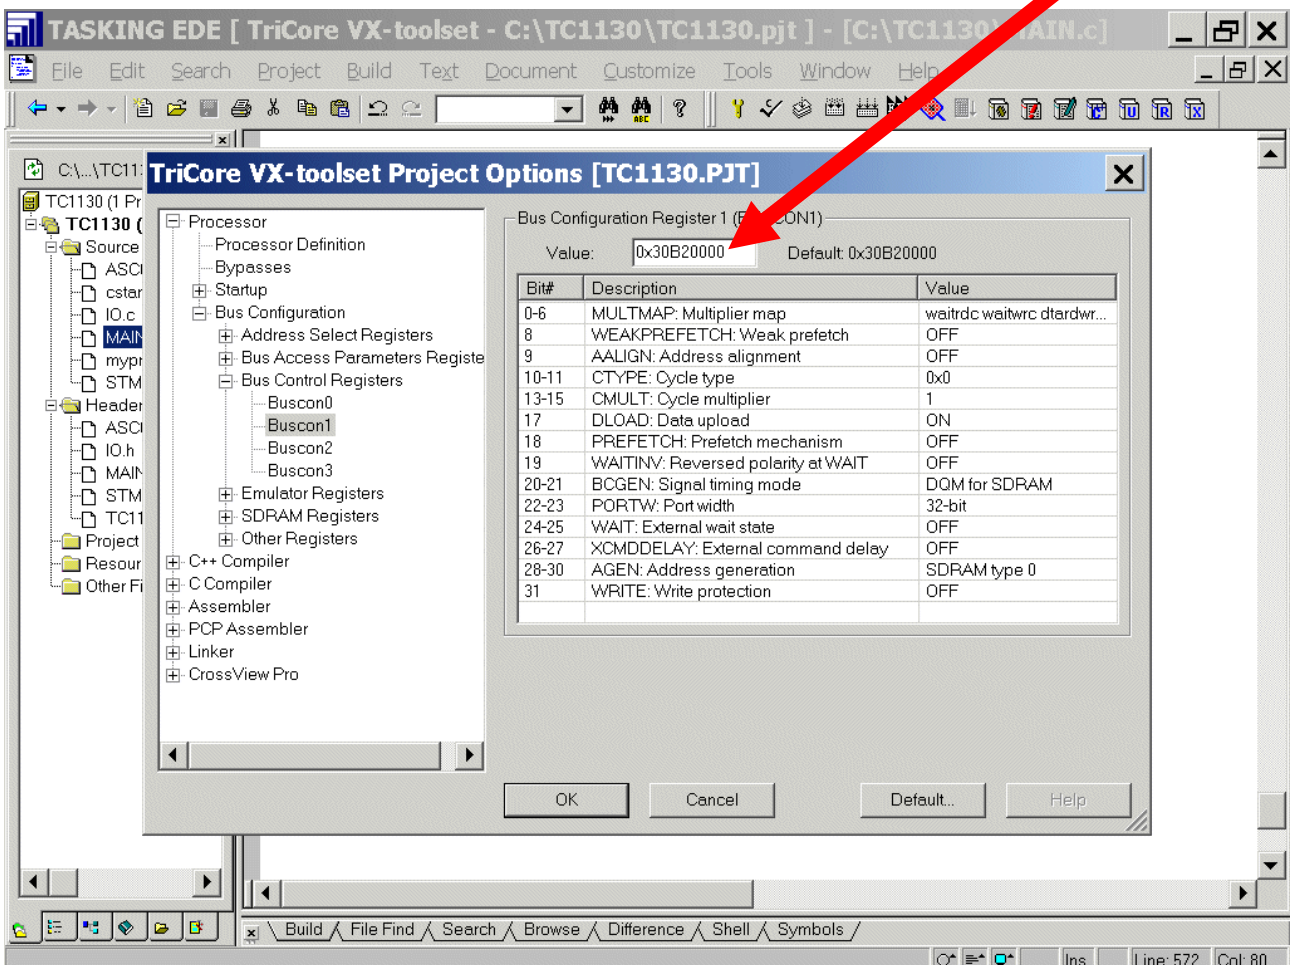 TASKING EDE [ TriCore VX-toolset - C:\TC1130\TC1130.pjt ] - [C:\TC1130\MAIN.c]
File Edit Search Project Build Text Document Customize Tools Window Help
C:\...\TC11
TC1130 (1 Pr
TC1130 (
Source
ASC
cstar
IO.c
MAIN
mypr
STM
Header
ASC
IO.h
MAIN
STM
TC11
Project
Resour
Other Fi
TriCore VX-toolset Project Options [TC1130.PJT]
Processor
Processor Definition
Bypasses
Startup
Bus Configuration
Address Select Registers
Bus Access Parameters Registe
Bus Control Registers
Buscon0
Buscon1
Buscon2
Buscon3
Emulator Registers
SDRAM Registers
Other Registers
C++ Compiler
C Compiler
Assembler
PCP Assembler
Linker
CrossView Pro
Bus Configuration Register 1 (BUSCON1)
Value: 0x30B20000 Default: 0x30B20000
Bit# Description Value
0-6 MULTMAP: Multiplier map waitrdc waitwrc dtardwr...
8 WEAKPREFETCH: Weak prefetch OFF
9 AALIGN: Address alignment OFF
10-11 CTYPE: Cycle type 0x0
13-15 CMULT: Cycle multiplier 1
17 DLOAD: Data upload ON
18 PREFETCH: Prefetch mechanism OFF
19 WAITINV: Reversed polarity at WAIT OFF
20-21 BCGEN: Signal timing mode DQM for SDRAM
22-23 PORTW: Port width 32-bit
24-25 WAIT: External wait state OFF
26-27 XCMDDELAY: External command delay OFF
28-30 AGEN: Address generation SDRAM type 0
31 WRITE: Write protection OFF
OK Cancel Default... Help
Build File Find Search Browse Difference Shell Symbols
Ins Line: 572 Col: 80